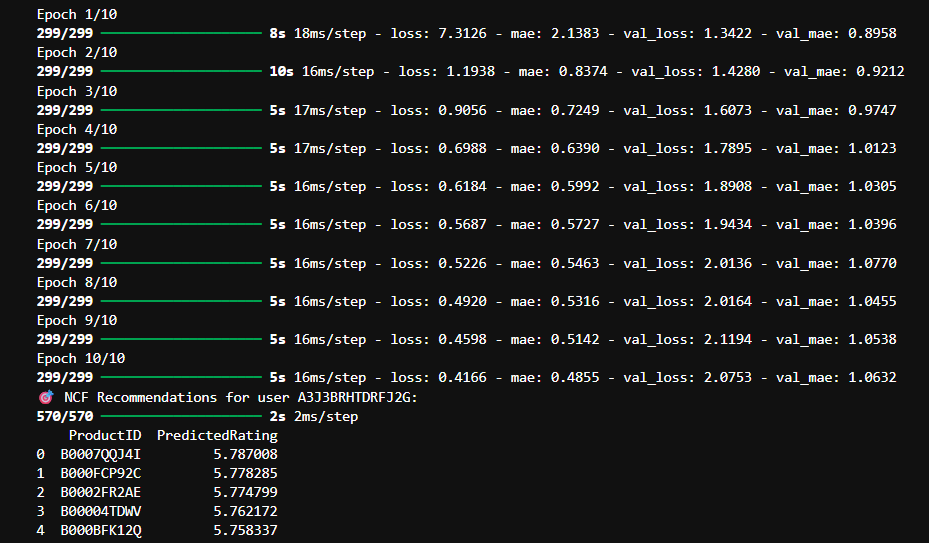 Epoch 1/10
299/299 8s 18ms/step - loss: 7.3126 - mae: 2.1383 - val_loss: 1.3422 - val_mae: 0.8958
Epoch 2/10
299/299 10s 16ms/step - loss: 1.1938 - mae: 0.8374 - val_loss: 1.4280 - val_mae: 0.9212
Epoch 3/10
299/299 5s 17ms/step - loss: 0.9056 - mae: 0.7249 - val_loss: 1.6073 - val_mae: 0.9747
Epoch 4/10
299/299 5s 17ms/step - loss: 0.6988 - mae: 0.6390 - val_loss: 1.7895 - val_mae: 1.0123
Epoch 5/10
299/299 5s 16ms/step - loss: 0.6184 - mae: 0.5992 - val_loss: 1.8908 - val_mae: 1.0305
Epoch 6/10
299/299 5s 16ms/step - loss: 0.5687 - mae: 0.5727 - val_loss: 1.9434 - val_mae: 1.0396
Epoch 7/10
299/299 5s 16ms/step - loss: 0.5226 - mae: 0.5463 - val_loss: 2.0136 - val_mae: 1.0770
Epoch 8/10
299/299 5s 16ms/step - loss: 0.4920 - mae: 0.5316 - val_loss: 2.0164 - val_mae: 1.0455
Epoch 9/10
299/299 5s 16ms/step - loss: 0.4598 - mae: 0.5142 - val_loss: 2.1194 - val_mae: 1.0538
Epoch 10/10
299/299 5s 16ms/step - loss: 0.4166 - mae: 0.4855 - val_loss: 2.0753 - val_mae: 1.0632
🎯 NCF Recommendations for user A3J3BRHTDRFJ2G:
570/570 2s 2ms/step
ProductID PredictedRating
0 B0007QQJ4I 5.787008
1 B000FCP92C 5.778285
2 B0002FR2AE 5.774799
3 B00004TDWV 5.762172
4 B000BFK12Q 5.758337